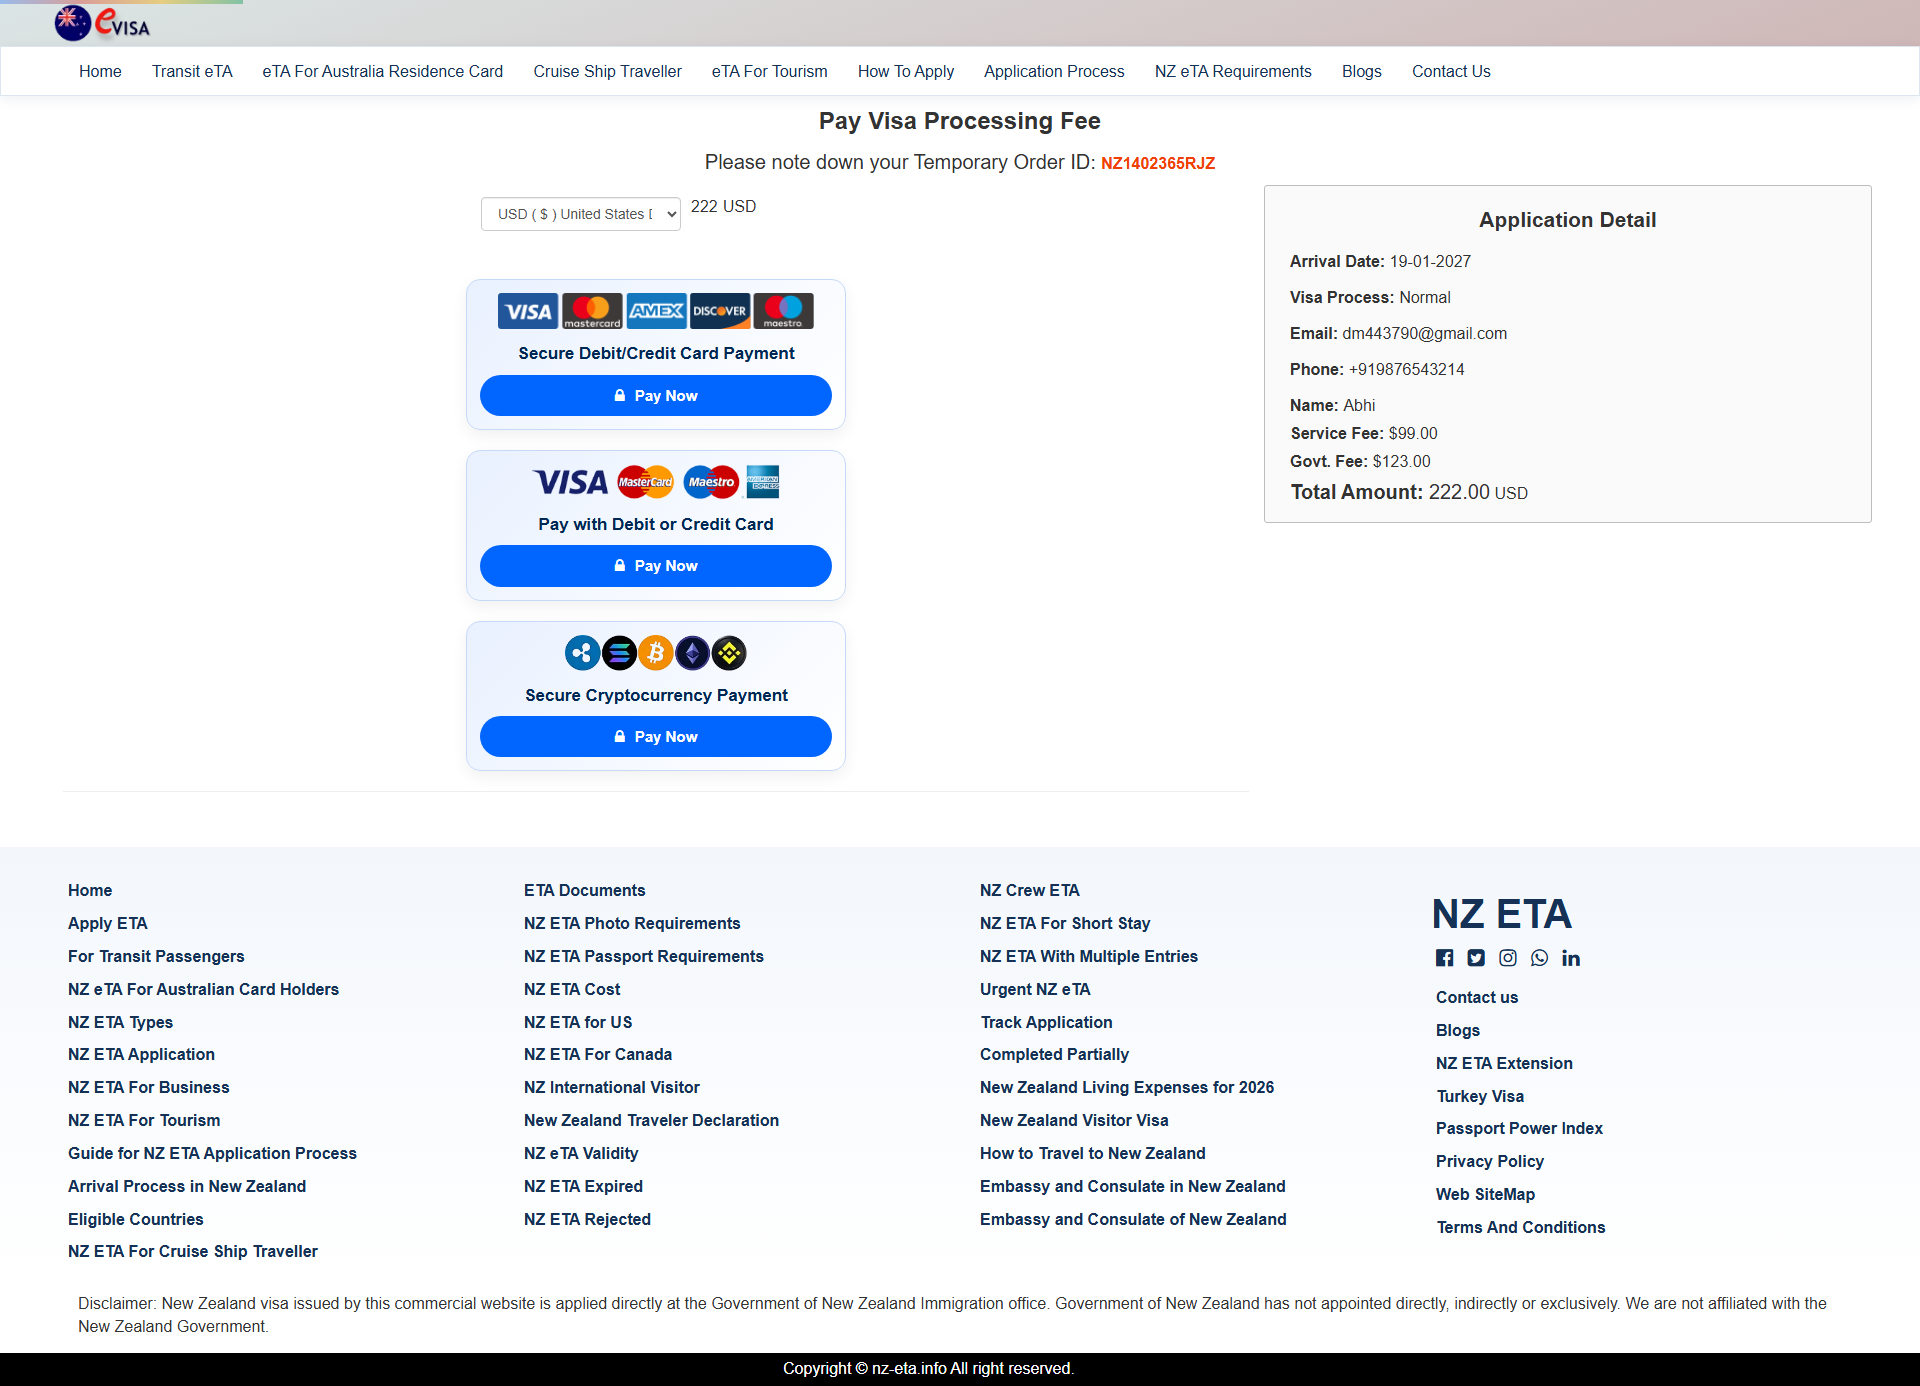 eVISA
Home Transit eTA eTA For Australia Residence Card Cruise Ship Traveller eTA For Tourism How To Apply Application Process NZ eTA Requirements Blogs Contact Us
Pay Visa Processing Fee
Please note down your Temporary Order ID: NZ1402365RJZ
USD ( $ ) United States 222 USD
VISA mastercard AMEX DISCOVER maestro
Secure Debit/Credit Card Payment
Pay Now
VISA MasterCard Maestro AMERICAN EXPRESS
Pay with Debit or Credit Card
Pay Now
Secure Cryptocurrency Payment
Pay Now
Application Detail
Arrival Date: 19-01-2027
Visa Process: Normal
Email: dm443790@gmail.com
Phone: +919876543214
Name: Abhi
Service Fee: $99.00
Govt. Fee: $123.00
Total Amount: 222.00 USD
Home
Apply ETA
For Transit Passengers
NZ eTA For Australian Card Holders
NZ ETA Types
NZ ETA Application
NZ ETA For Business
NZ ETA For Tourism
Guide for NZ ETA Application Process
Arrival Process in New Zealand
Eligible Countries
NZ ETA For Cruise Ship Traveller
ETA Documents
NZ ETA Photo Requirements
NZ ETA Passport Requirements
NZ ETA Cost
NZ ETA for US
NZ ETA For Canada
NZ International Visitor
New Zealand Traveler Declaration
NZ eTA Validity
NZ ETA Expired
NZ ETA Rejected
NZ Crew ETA
NZ ETA For Short Stay
NZ ETA With Multiple Entries
Urgent NZ eTA
Track Application
Completed Partially
New Zealand Living Expenses for 2026
New Zealand Visitor Visa
How to Travel to New Zealand
Embassy and Consulate in New Zealand
Embassy and Consulate of New Zealand
NZ ETA
Contact us
Blogs
NZ ETA Extension
Turkey Visa
Passport Power Index
Privacy Policy
Web SiteMap
Terms And Conditions
Disclaimer: New Zealand visa issued by this commercial website is applied directly at the Government of New Zealand Immigration office. Government of New Zealand has not appointed directly, indirectly or exclusively. We are not affiliated with the
New Zealand Government.
Copyright © nz-eta.info All right reserved.